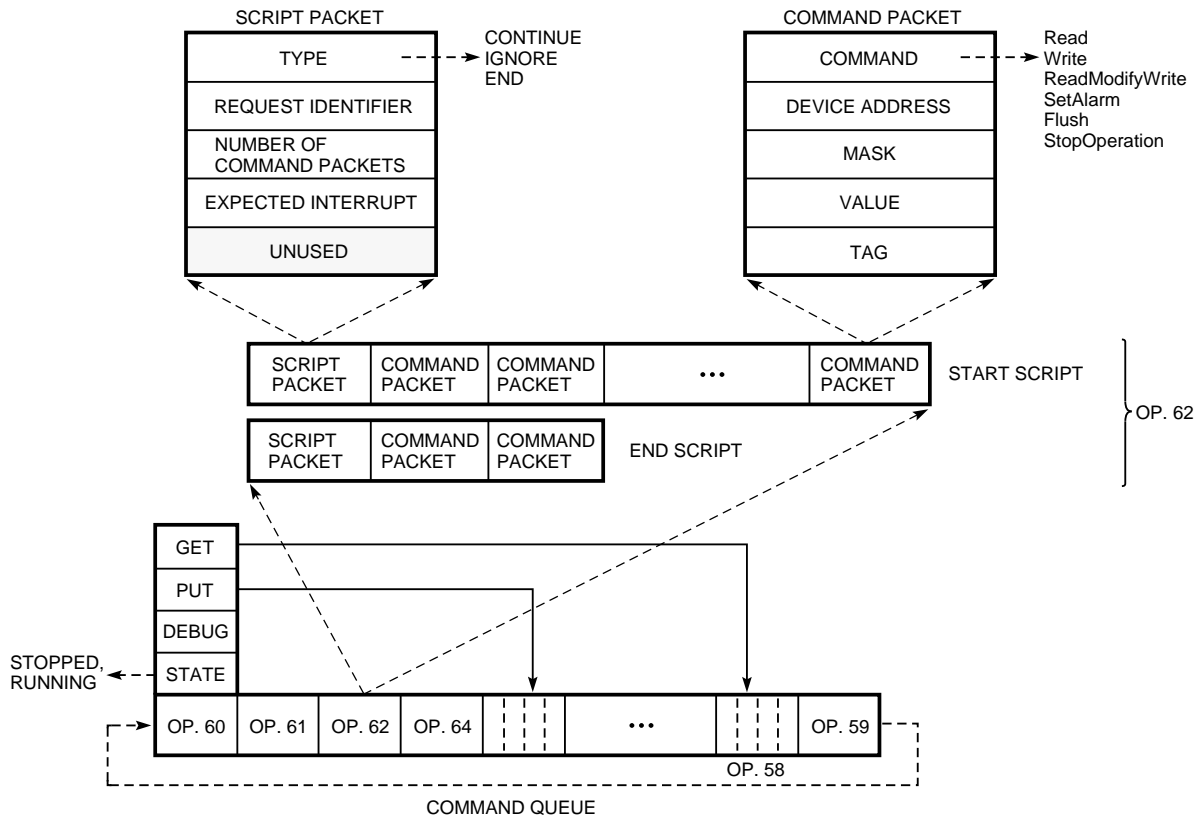 SCRIPT PACKET
TYPE
CONTINUE
IGNORE
END
REQUEST IDENTIFIER
NUMBER OF
COMMAND PACKETS
EXPECTED INTERRUPT
UNUSED
COMMAND PACKET
COMMAND
Read
Write
ReadModifyWrite
SetAlarm
Flush
StopOperation
DEVICE ADDRESS
MASK
VALUE
TAG
SCRIPT
PACKET
COMMAND
PACKET
COMMAND
PACKET
•••
COMMAND
PACKET
START SCRIPT
SCRIPT
PACKET
COMMAND
PACKET
COMMAND
PACKET
END SCRIPT
OP. 62
GET
PUT
DEBUG
STATE
STOPPED,
RUNNING
OP. 60
OP. 61
OP. 62
OP. 64
•••
OP. 58
OP. 59
COMMAND QUEUE